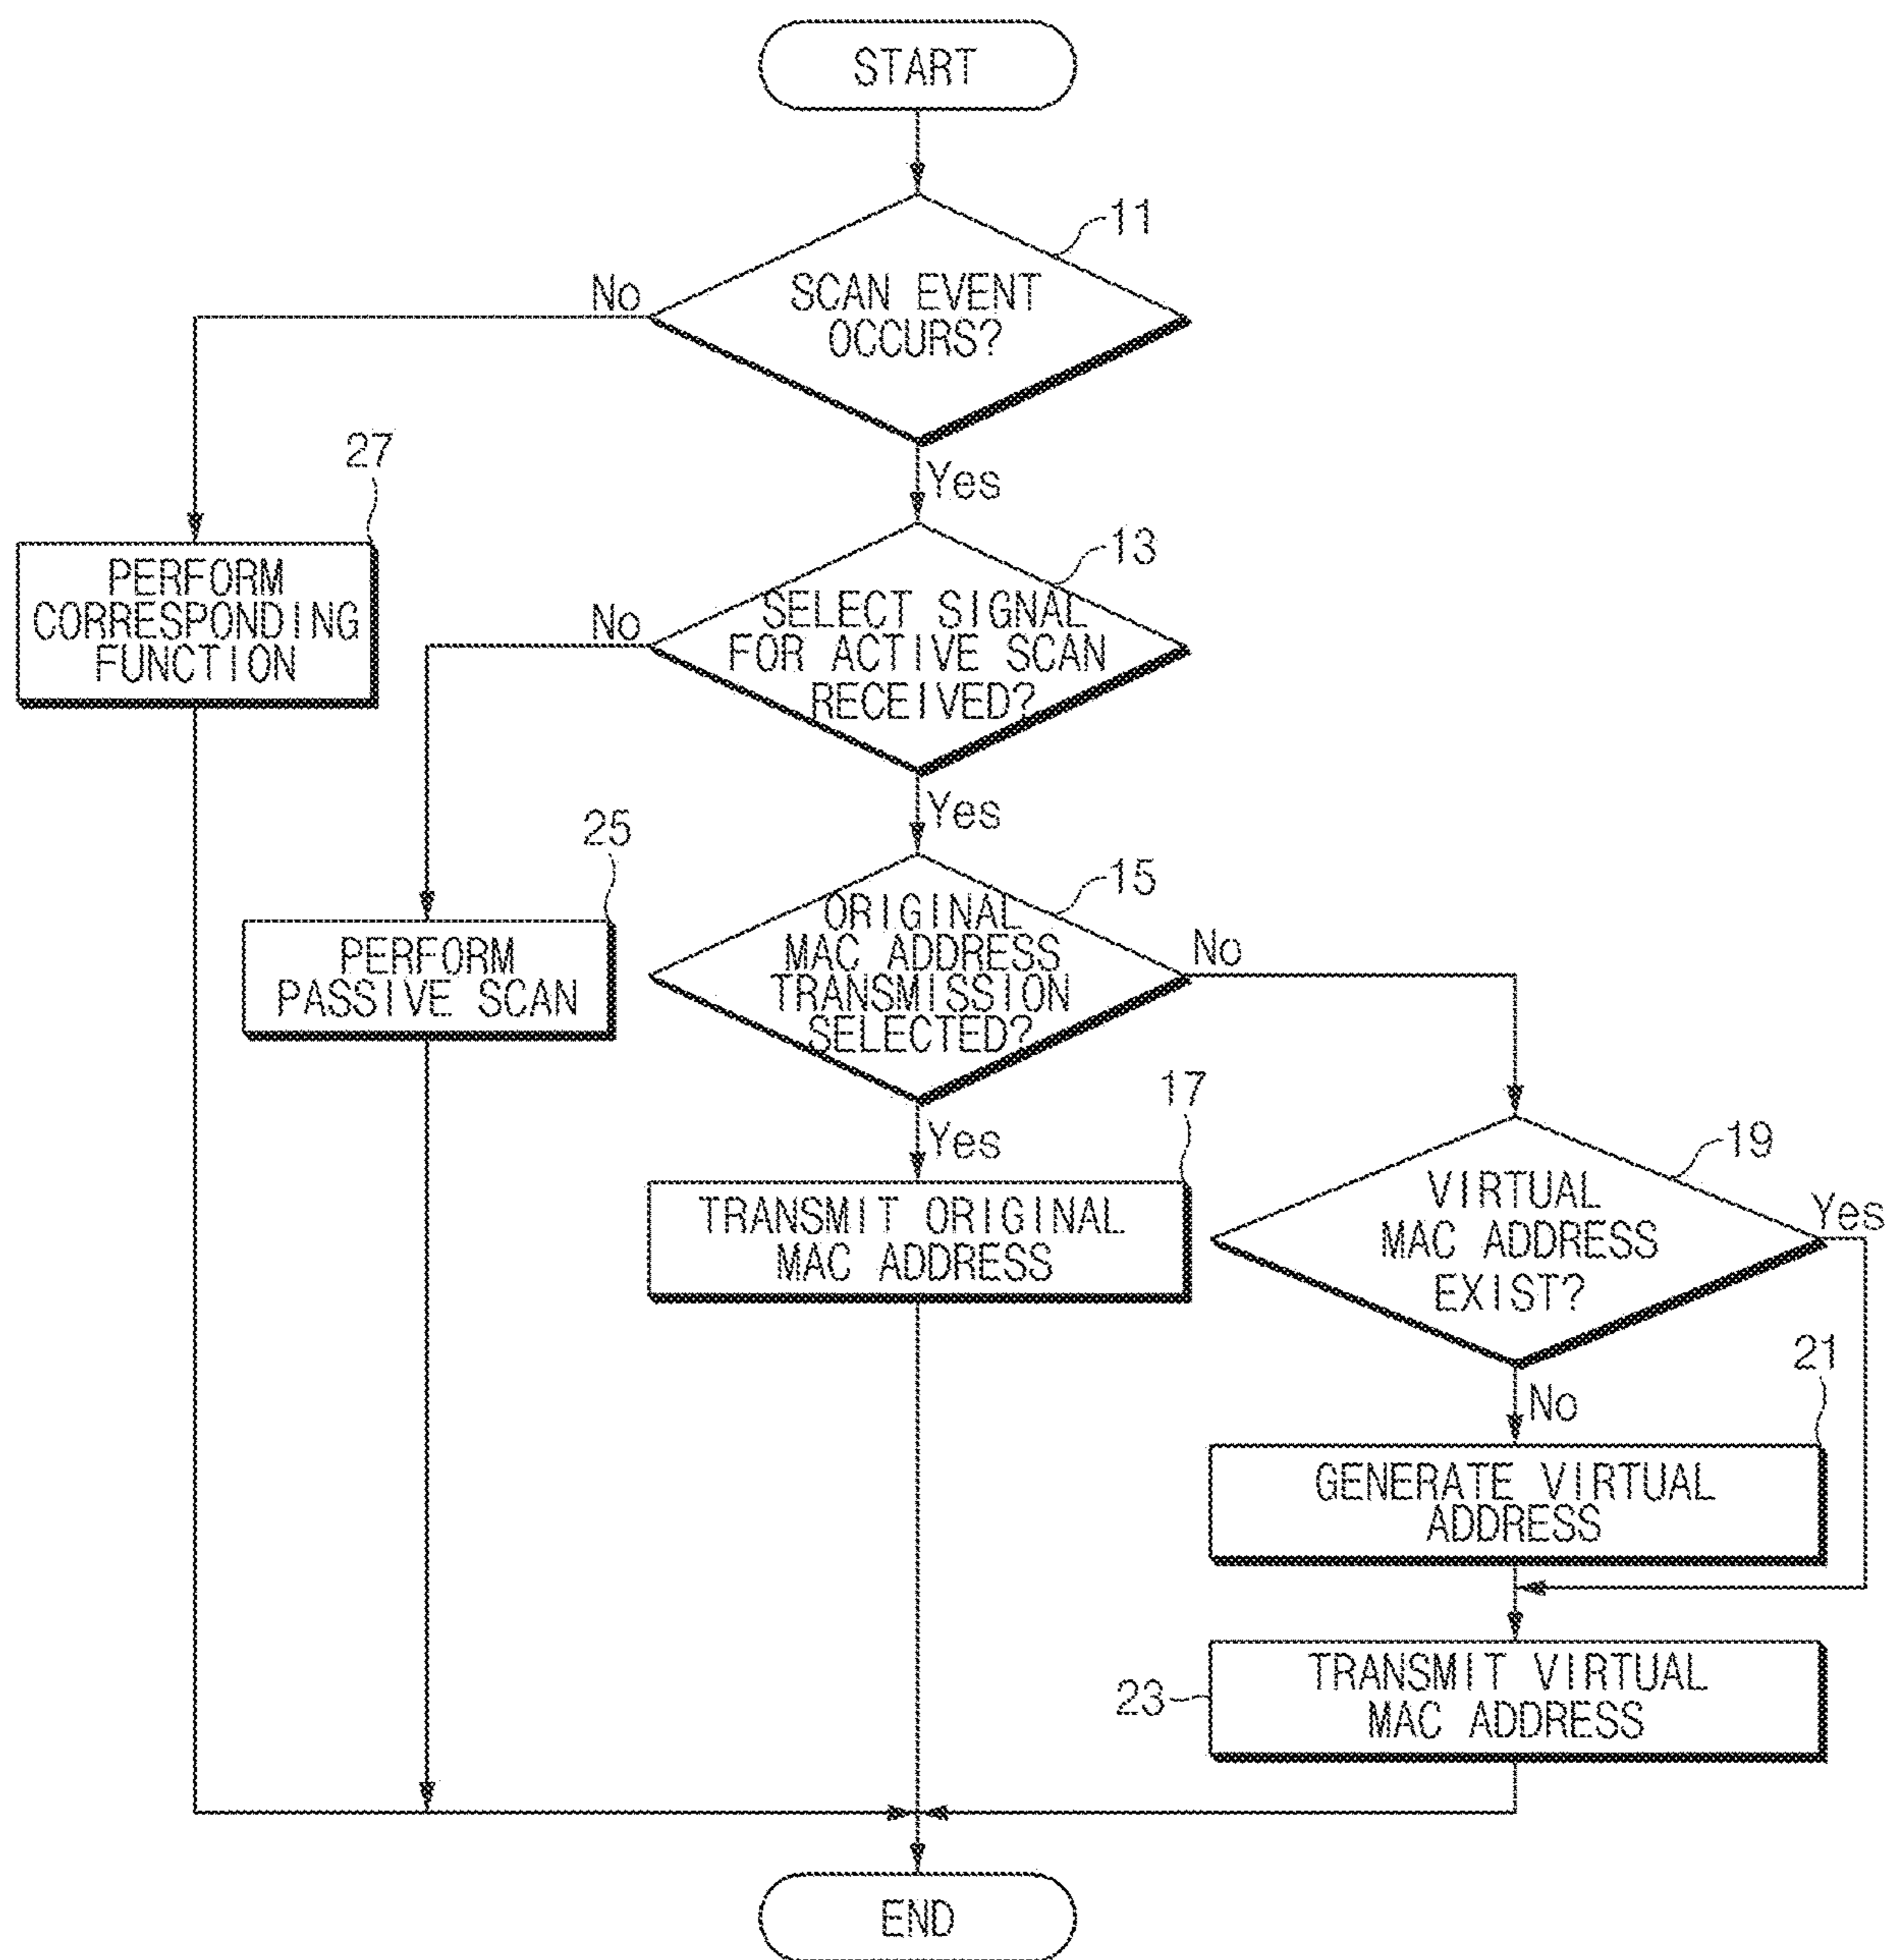 START
11
SCAN EVENT
OCCURS?
No
Yes
27
PERFORM
CORRESPONDING
FUNCTION
13
SELECT SIGNAL
FOR ACTIVE SCAN
RECEIVED?
No
Yes
25
PERFORM
PASSIVE SCAN
15
ORIGINAL
MAC ADDRESS
TRANSMISSION
SELECTED?
No
Yes
17
TRANSMIT ORIGINAL
MAC ADDRESS
19
VIRTUAL
MAC ADDRESS
EXIST?
Yes
No
21
GENERATE VIRTUAL
ADDRESS
23
TRANSMIT VIRTUAL
MAC ADDRESS
END